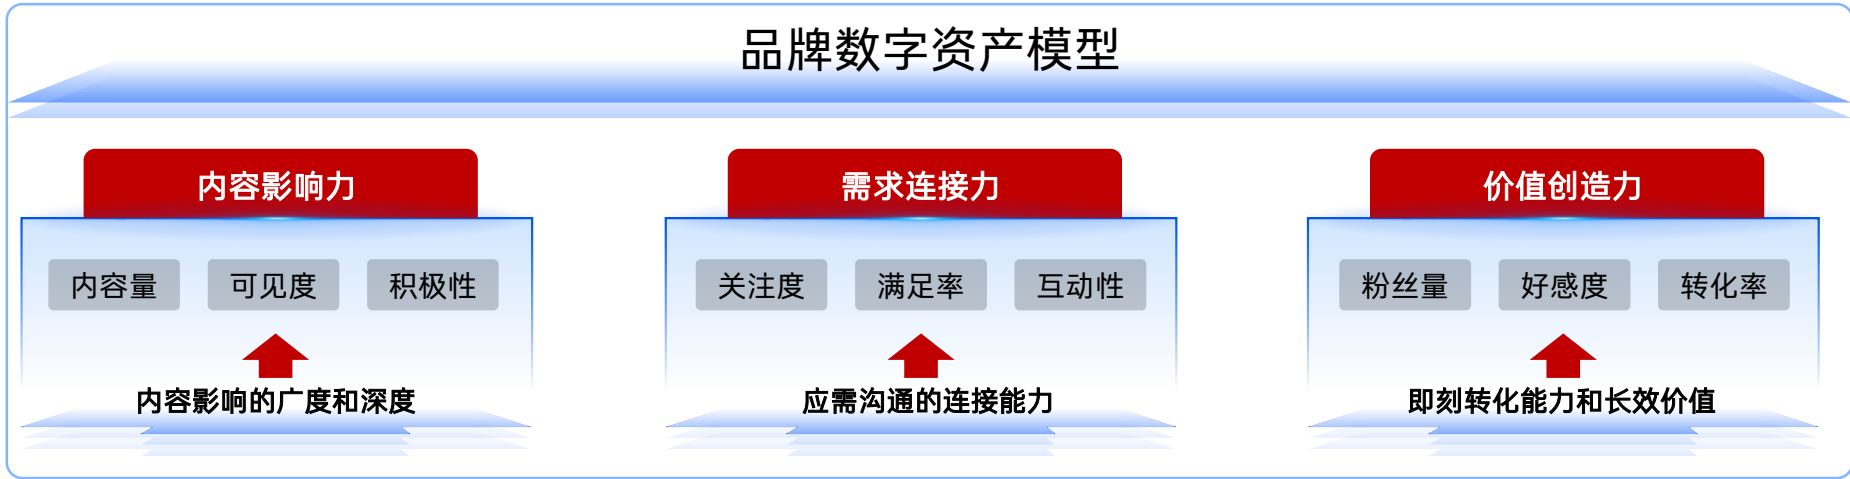 品牌数字资产模型
内容影响力
需求连接力
价值创造力
内容量 可见度 积极性
关注度 满足率 互动性
粉丝量 好感度 转化率
内容影响的广度和深度
应需沟通的连接能力
即刻转化能力和长效价值